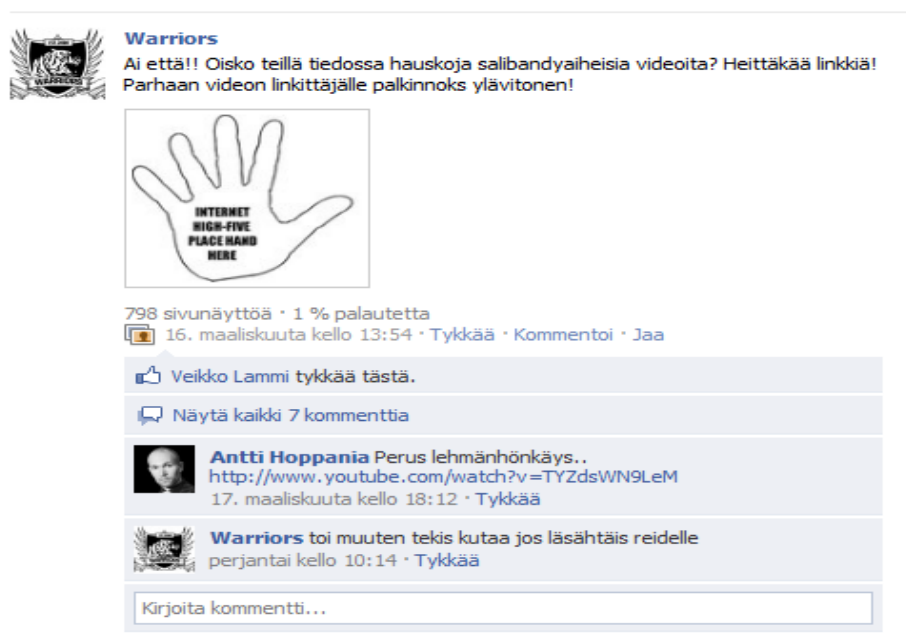 Warriors
Ai että!! Oisko teillä tiedossa hauskoja salibandyaiheisia videoita? Heittäkää linkkiä!
Parhaan videon linkittäjälle palkinnoks ylävitonen!
INTERNET
HIGH-FIVE
PLACE HAND
HERE
798 sivunäyttöä · 1 % palautetta
16. maaliskuuta kello 13:54 · Tykkää · Kommentoi · Jaa
Veikko Lammi tykkää tästä.
Näytä kaikki 7 kommenttia
Antti Hoppania Perus lehmänhönkäys..
http://www.youtube.com/watch?v=TYZdsWN9LeM
17. maaliskuuta kello 18:12 · Tykkää
Warriors toi muuten tekis kutaa jos läsähtäis reidelle
perjantai kello 10:14 · Tykkää
Kirjoita kommentti...